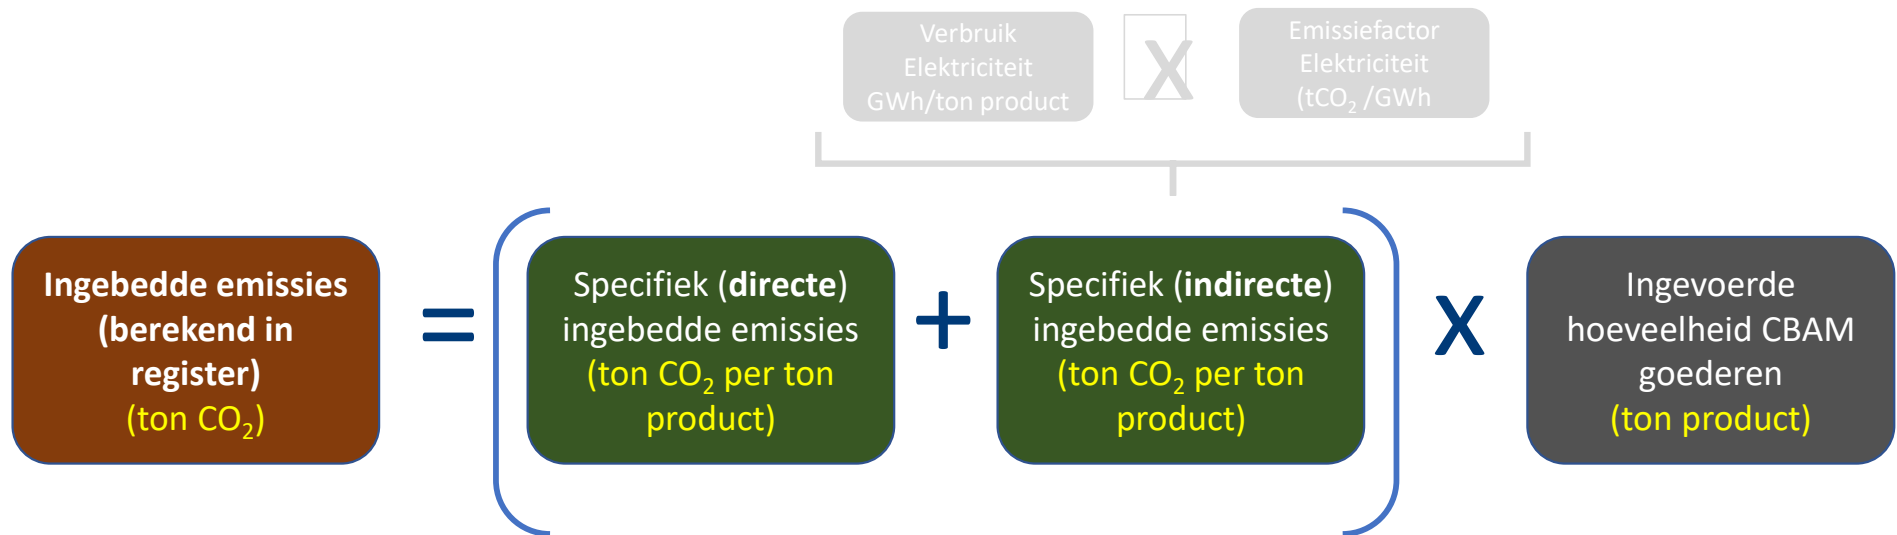 Verbruik
Elektriciteit
GWh/ton product
X
Emissiefactor
Elektriciteit
(tCO₂ /GWh
Ingebedde emissies
(berekend in
register)
(ton CO₂)
=
Specifiek (directe)
ingebedde emissies
(ton CO₂ per ton
product)
+
Specifiek (indirecte)
ingebedde emissies
(ton CO₂ per ton
product)
X
Ingevoerde
hoeveelheid CBAM
goederen
(ton product)